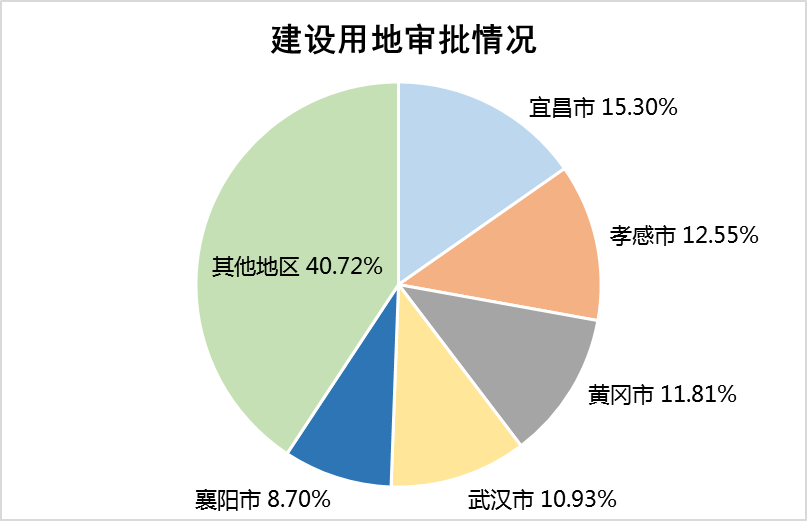 建设用地审批情况
宜昌市 15.30%
孝感市 12.55%
其他地区 40.72%
黄冈市 11.81%
襄阳市 8.70%
武汉市 10.93%